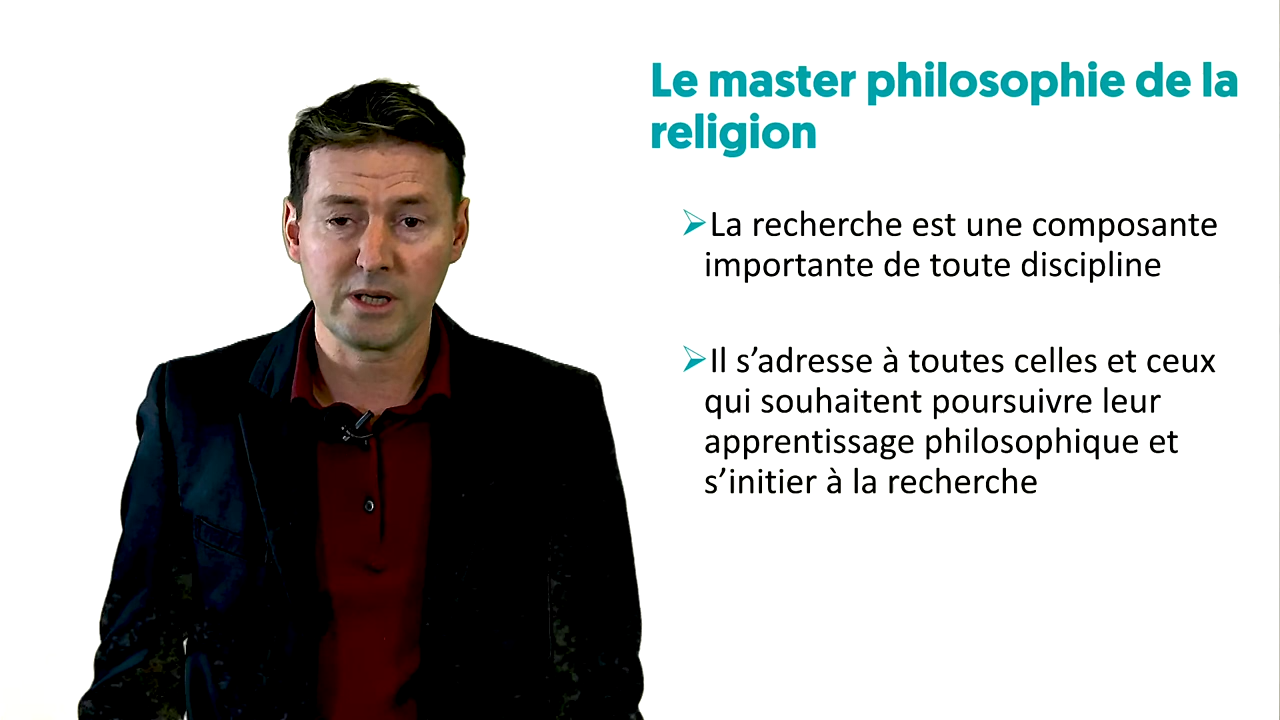 Le master philosophie de la
religion
La recherche est une composante
importante de toute discipline
Il s’adresse à toutes celles et ceux
qui souhaitent poursuivre leur
apprentissage philosophique et
s’initier à la recherche